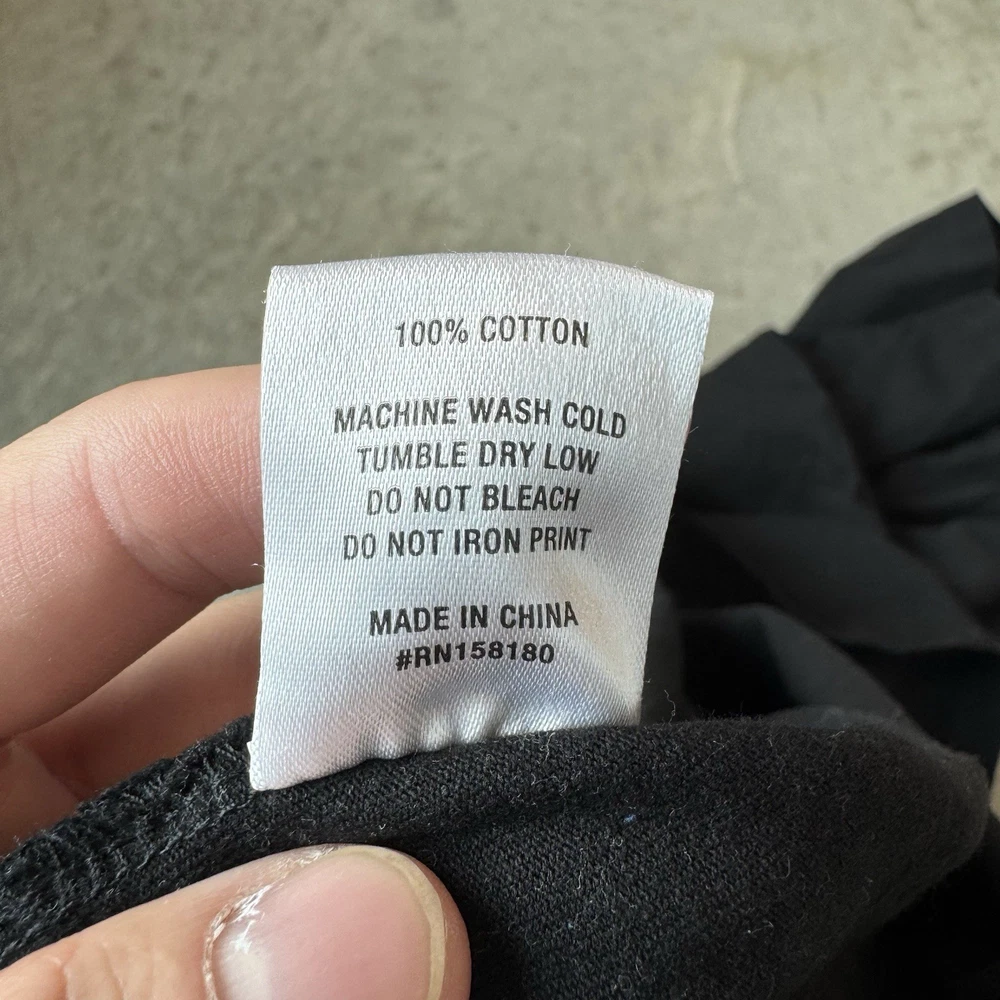 100% COTTON
MACHINE WASH COLD
TUMBLE DRY LOW
DO NOT BLEACH
DO NOT IRON PRINT
MADE IN CHINA
#RN158180